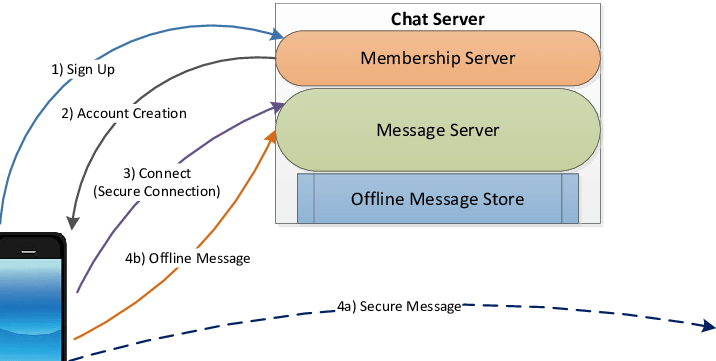 Chat Server
Membership Server
1) Sign Up
2) Account Creation
Message Server
3) Connect
(Secure Connection)
Offline Message Store
4b) Offline Message
4a) Secure Message